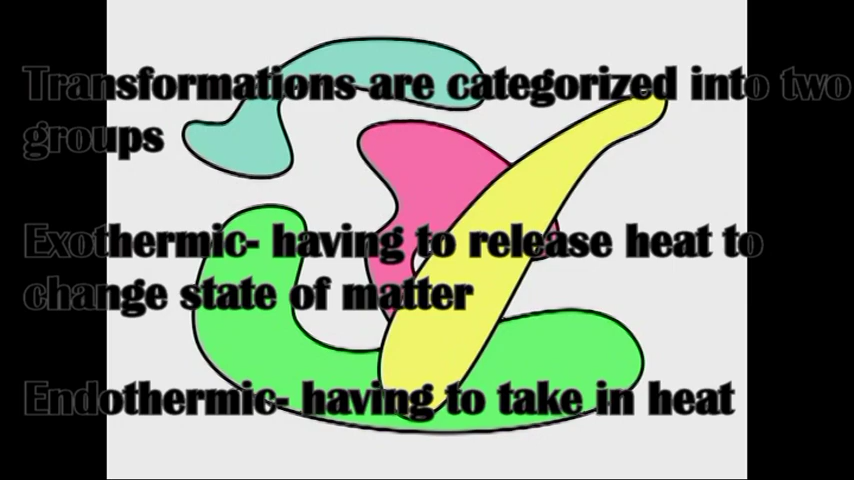 Transformations are categorized into two
groups
Exothermic- having to release heat to
change state of matter
Endothermic- having to take in heat